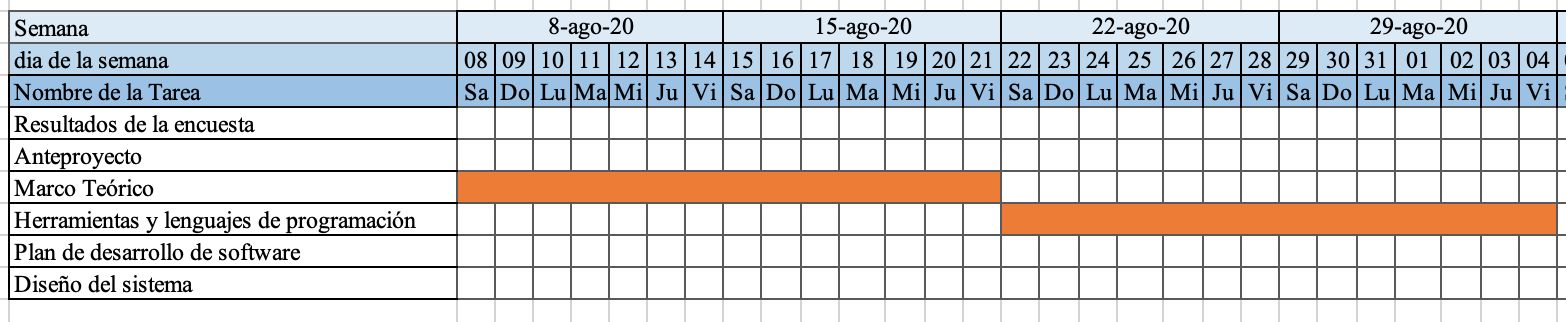 Semana 8-ago-20 15-ago-20 22-ago-20 29-ago-20
dia de la semana 08 09 10 11 12 13 14 15 16 17 18 19 20 21 22 23 24 25 26 27 28 29 30 31 01 02 03 04
Nombre de la Tarea Sa Do Lu Ma Mi Ju Vi Sa Do Lu Ma Mi Ju Vi Sa Do Lu Ma Mi Ju Vi Sa Do Lu Ma Mi Ju Vi
Resultados de la encuesta
Anteproyecto
Marco Teórico
Herramientas y lenguajes de programación
Plan de desarrollo de software
Diseño del sistema